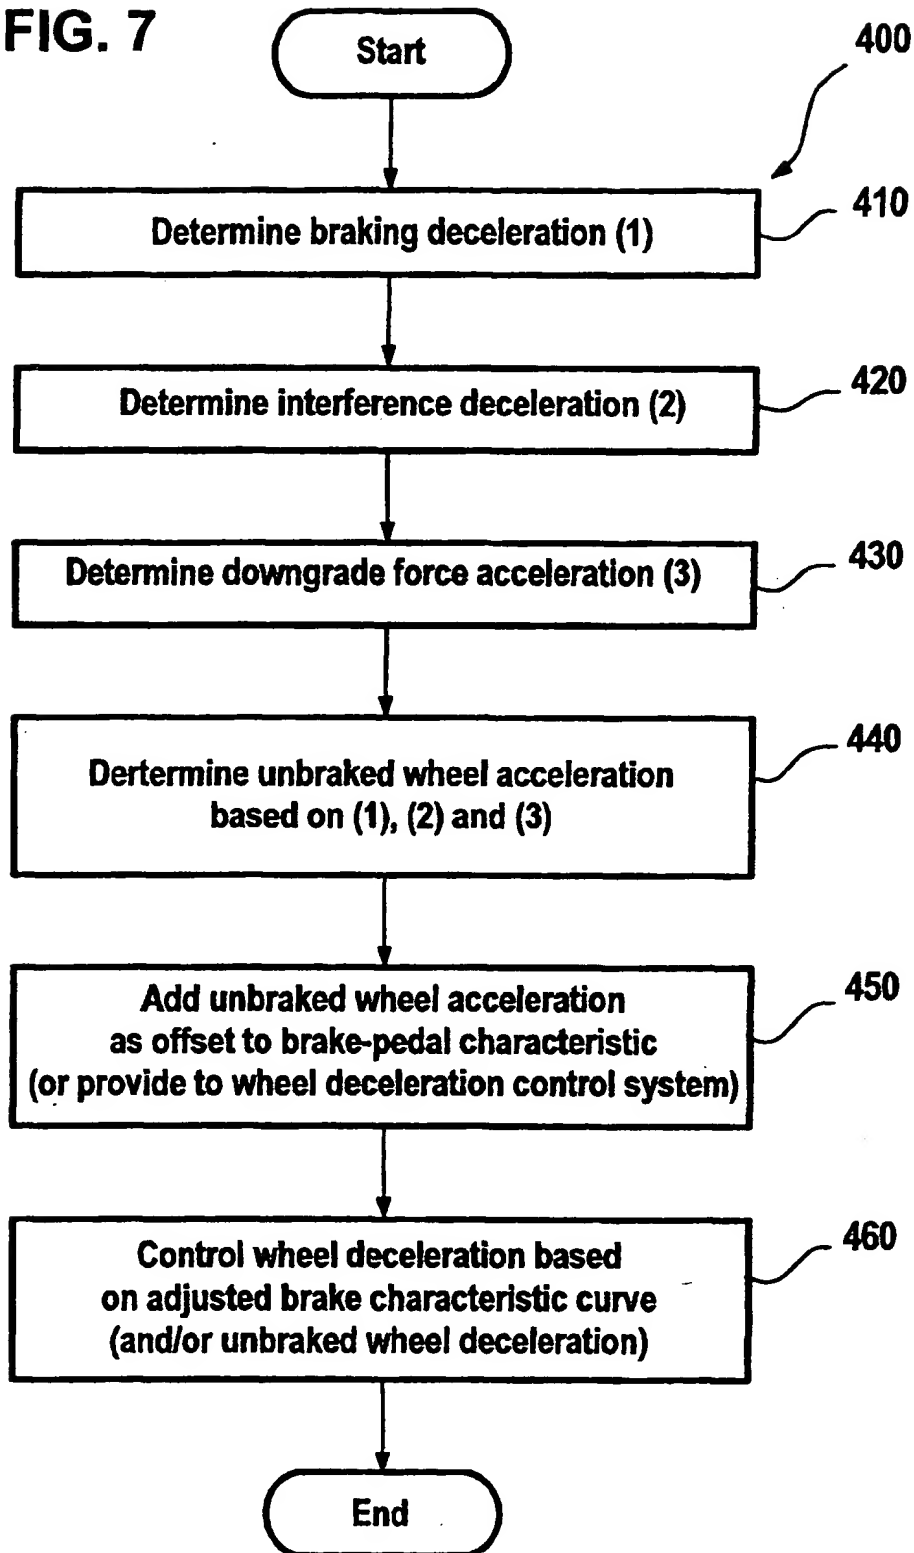 FIG. 7
Start
400
Determine braking deceleration (1)
410
Determine interference deceleration (2)
420
Determine downgrade force acceleration (3)
430
Dertermine unbraked wheel acceleration
based on (1), (2) and (3)
440
Add unbraked wheel acceleration
as offset to brake-pedal characteristic
(or provide to wheel deceleration control system)
450
Control wheel deceleration based
on adjusted brake characteristic curve
(and/or unbraked wheel deceleration)
460
End